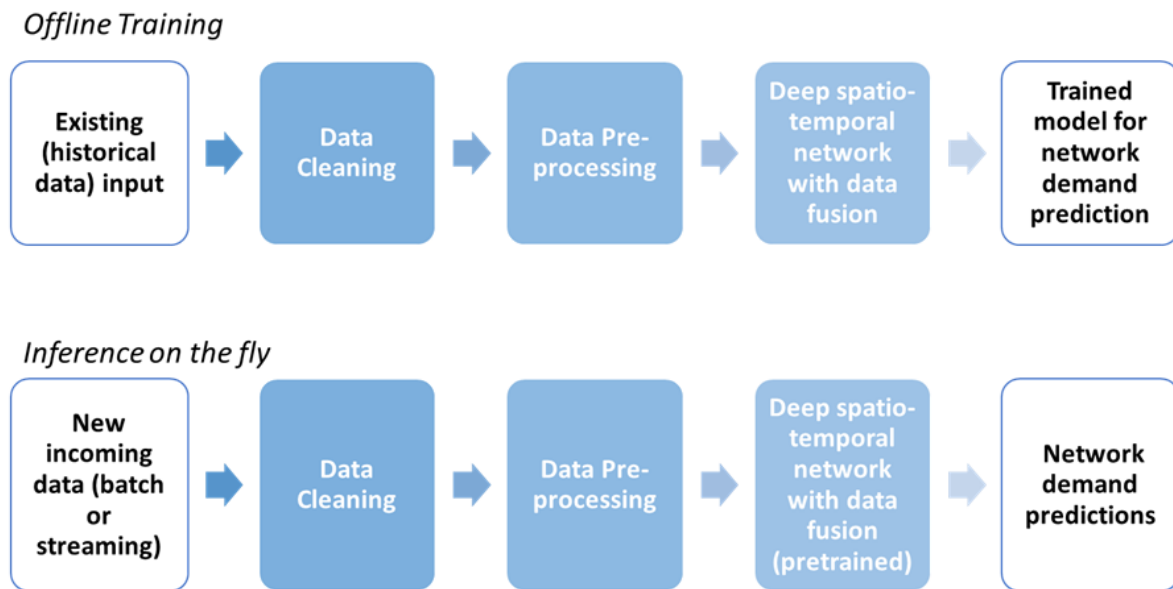 Offline Training
Existing
(historical
data) input
Data
Cleaning
Data Pre-
processing
Deep spatio-
temporal
network
with data
fusion
Trained
model for
network
demand
prediction
Inference on the fly
New
incoming
data (batch
or
streaming)
Data
Cleaning
Data Pre-
processing
Deep spatio-
temporal
network
with data
fusion
(pretrained)
Network
demand
predictions